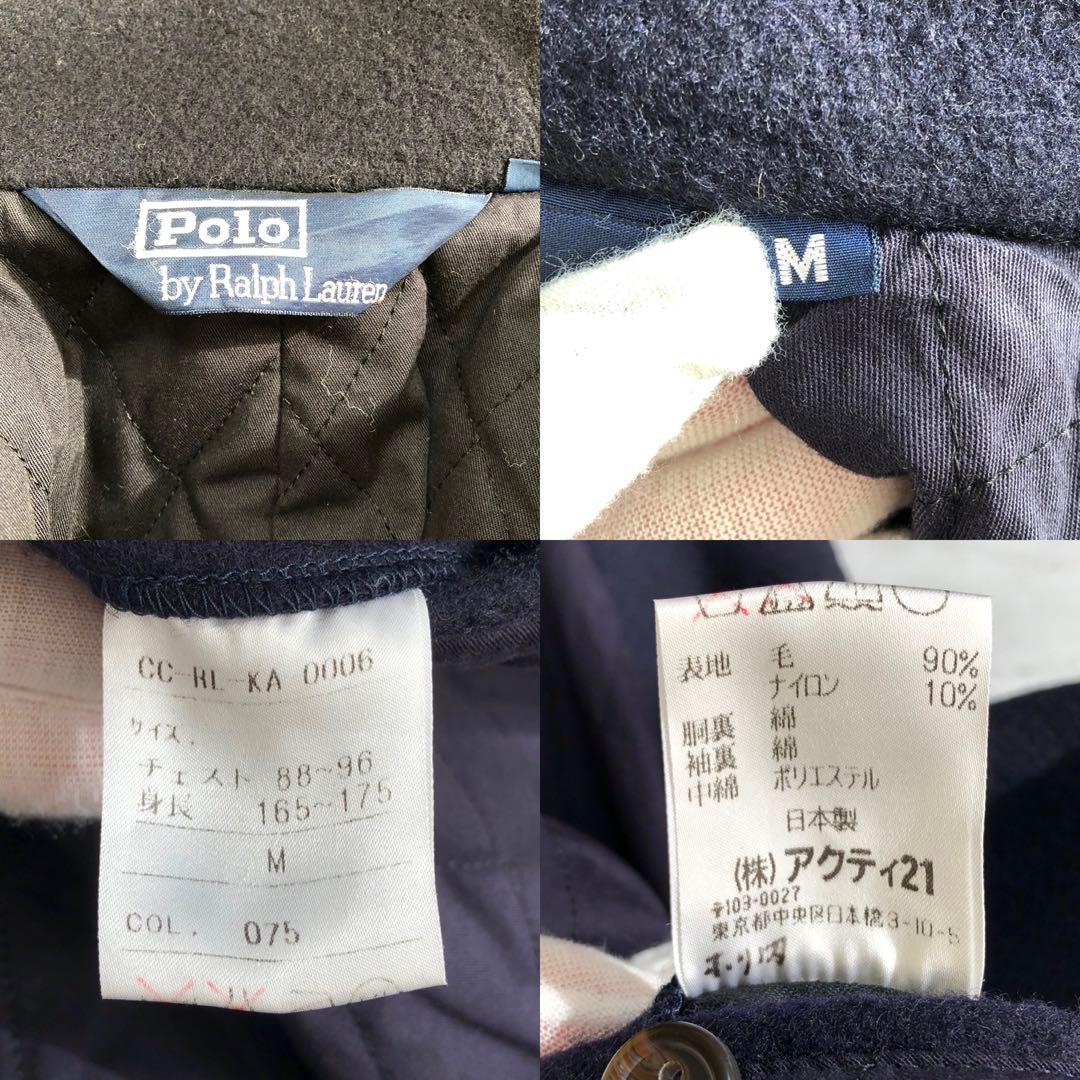 Polo
by Ralph Lauren
M
CC-RL-KA 0006
サイズ.
チェスト 88~96
身長 165~175
M
COL. 075
表地 毛 90%
ナイロン 10%
胴裏 綿
袖裏 綿
中綿 ポリエステル
日本製
(株)アクティ21
〒103-0027
東京都中央区日本橋3-10-5